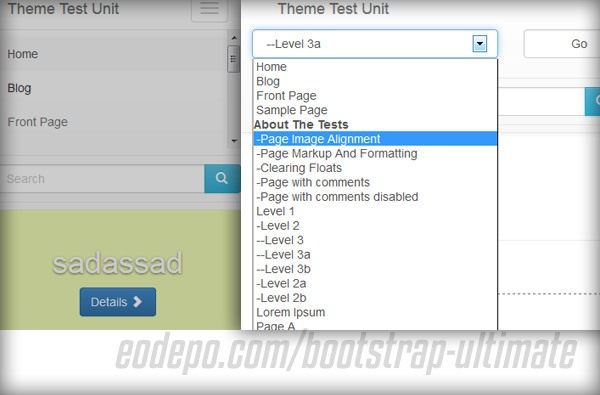 Theme Test Unit
Home
Blog
Front Page
Search
sadassad
Details
Theme Test Unit
--Level 3a
Go
Home
Blog
Front Page
Sample Page
About The Tests
-Page Image Alignment
-Page Markup And Formatting
-Clearing Floats
-Page with comments
-Page with comments disabled
Level 1
-Level 2
--Level 3
--Level 3a
--Level 3b
-Level 2a
-Level 2b
Lorem Ipsum
Page A
eodepo.com/bootstrap-ultimate